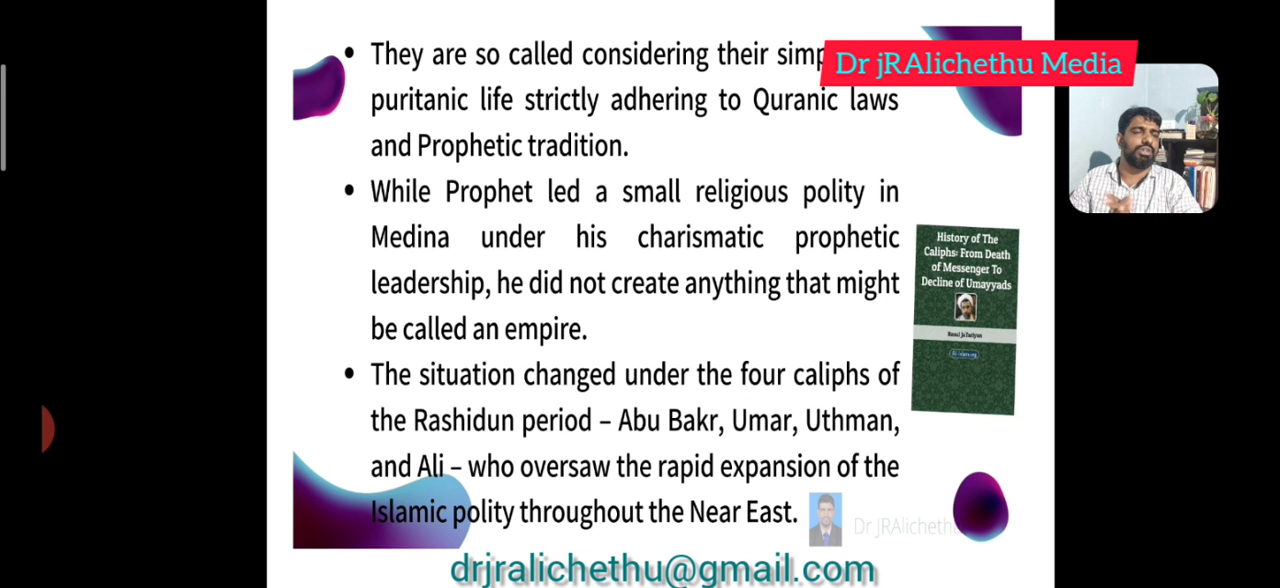 • They are so called considering their
Dr jRAlichethu Media
puritanic life strictly adhering to Quranic laws
and Prophetic tradition.
• While Prophet led a small religious polity in
Medina under his charismatic prophetic
leadership, he did not create anything that might
be called an empire.
• The situation changed under the four caliphs of
the Rashidun period – Abu Bakr, Umar, Uthman,
and Ali – who oversaw the rapid expansion of the
Islamic polity throughout the Near East.
History of The
Caliphs: From Death
of Messenger To
Decline of Umayyads
Rasul Ja'fariyan
Dr JRAlicheth
drjralichethu@gmail.com